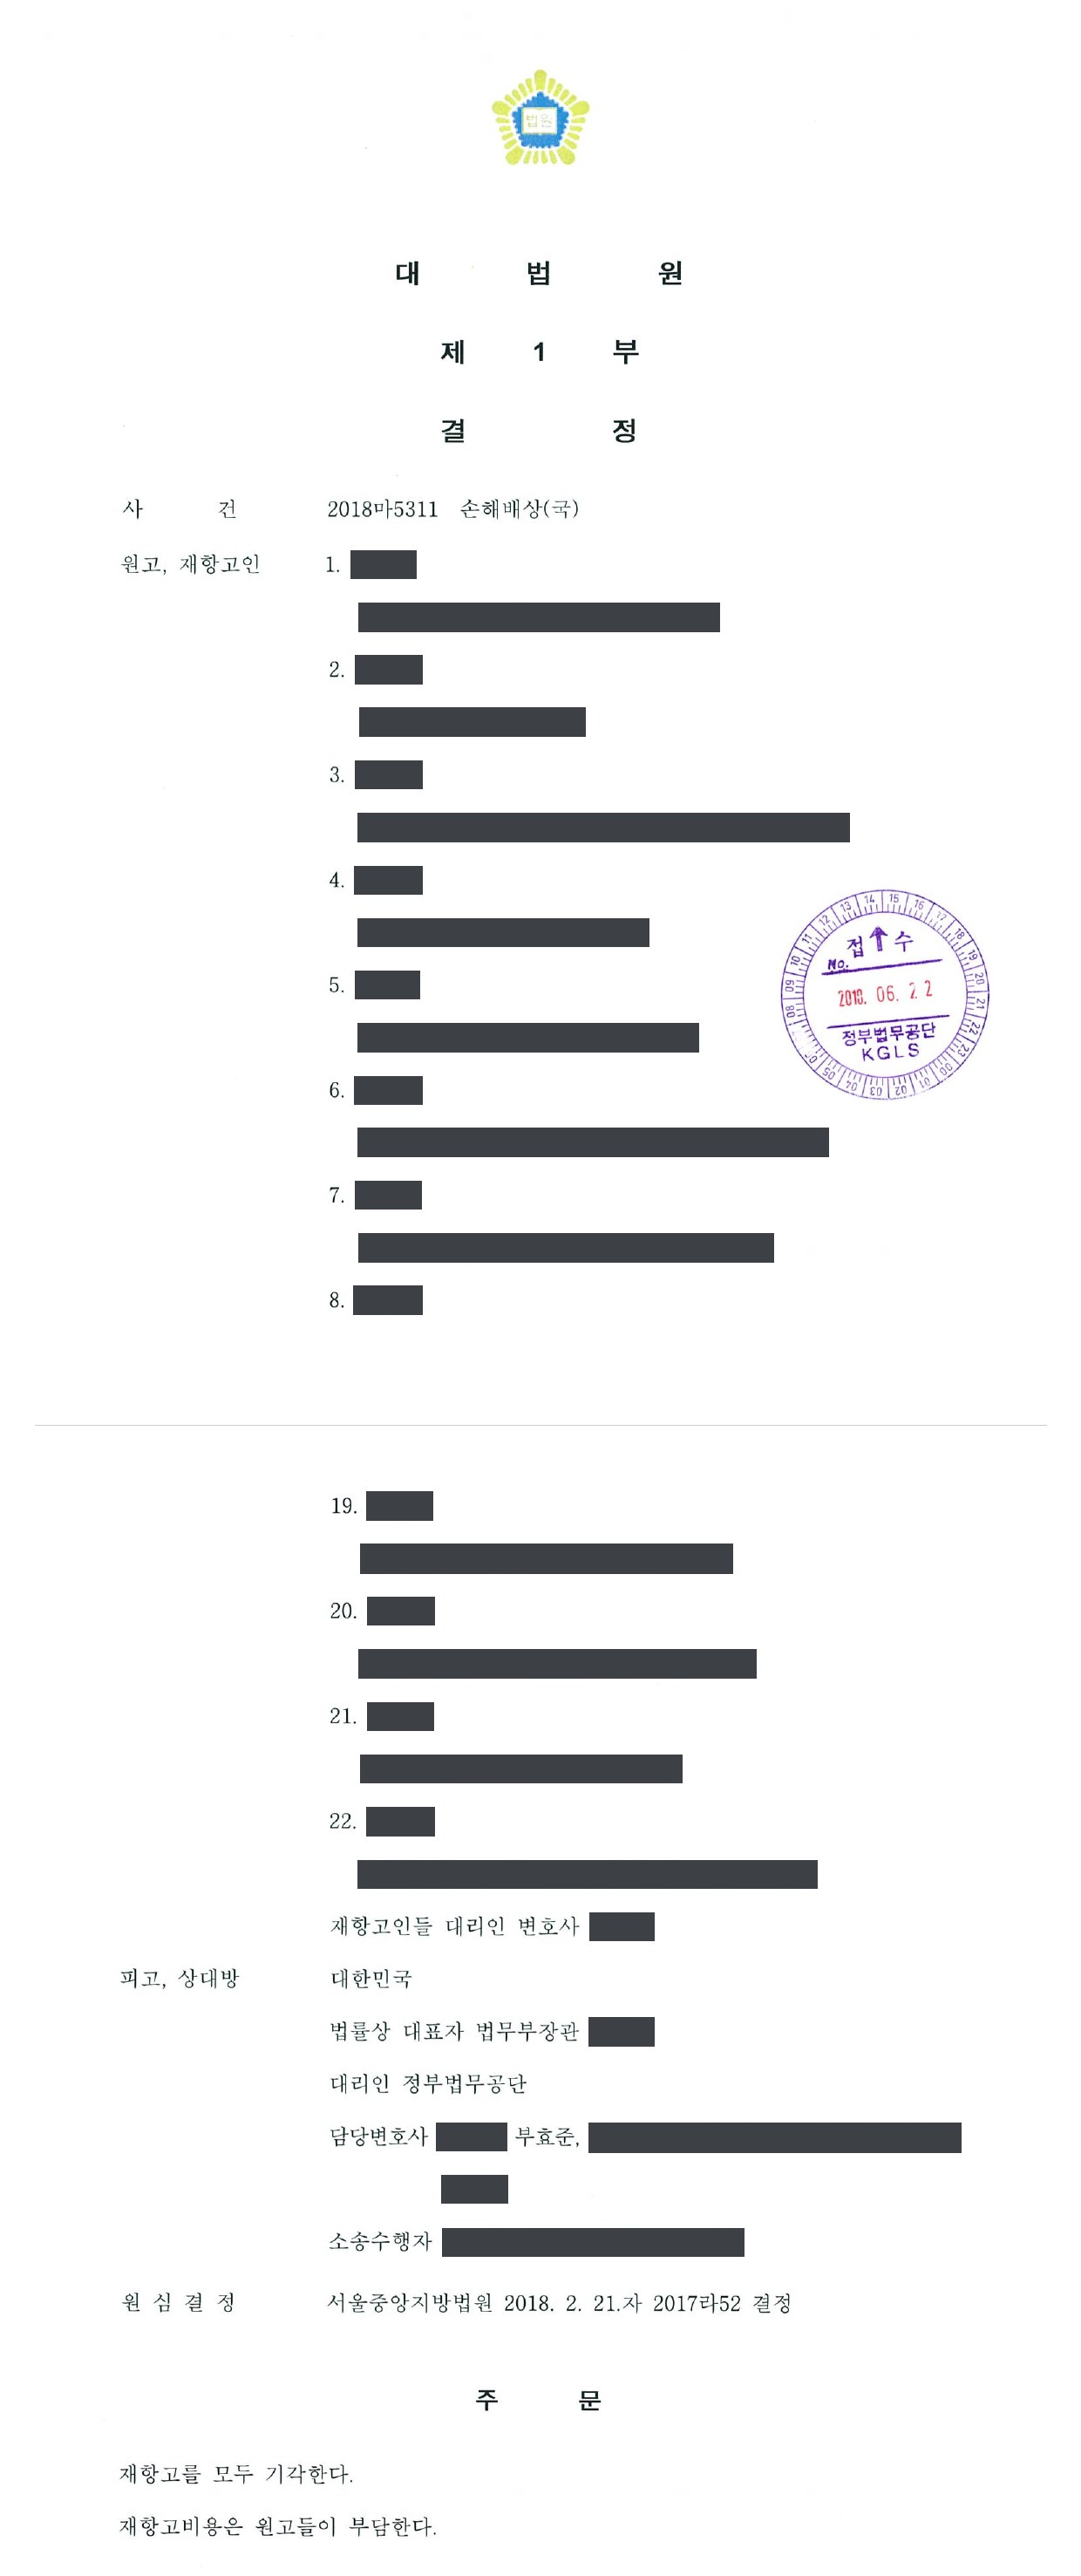 법원
대 법 원
제 1 부
결 정
사 건 2018마5311 손해배상(국)
원고, 재항고인 1.
2.
3.
4.
5.
6.
7.
8.
접수
No.
2018. 06. 22
정부법무공단
KGLS
19.
20.
21.
22.
재항고인들 대리인 변호사
피고, 상대방 대한민국
법률상 대표자 법무부장관
대리인 정부법무공단
담당변호사 부효준,
소송수행자
원 심 결 정 서울중앙지방법원 2018. 2. 21.자 2017라52 결정
주 문
재항고를 모두 기각한다.
재항고비용은 원고들이 부담한다.